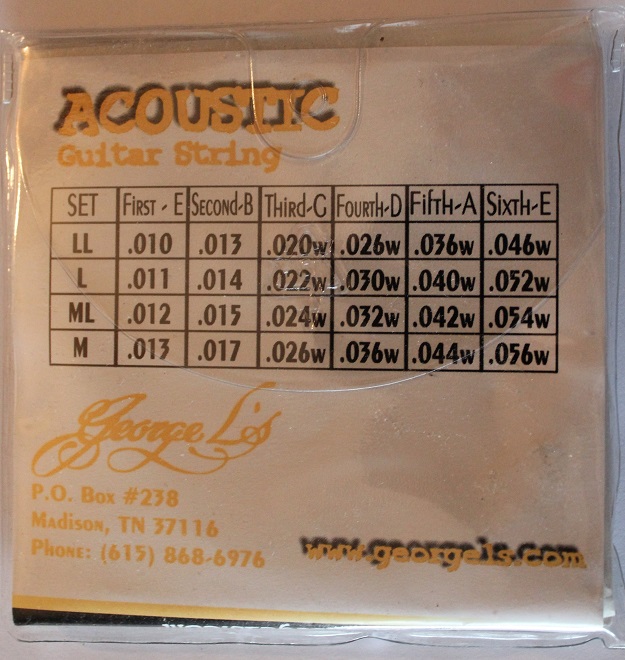 ACOUSTIC
Guitar String
SET First - E Second-B Third-G Fourth-D Fifth-A Sixth-E
LL .010 .013 .020w .026w .036w .046w
L .011 .014 .022w .030w .040w .052w
ML .012 .015 .024w .032w .042w .054w
M .013 .017 .026w .036w .044w .056w
George L's
P.O. Box #238
Madison, TN 37116
Phone: (615) 868-6976
www.georgels.com